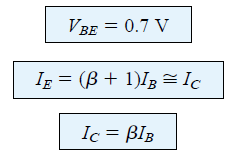 V_BE = 0.7 V
I_E = (β + 1)I_B ≅ I_C
I_C = βI_B